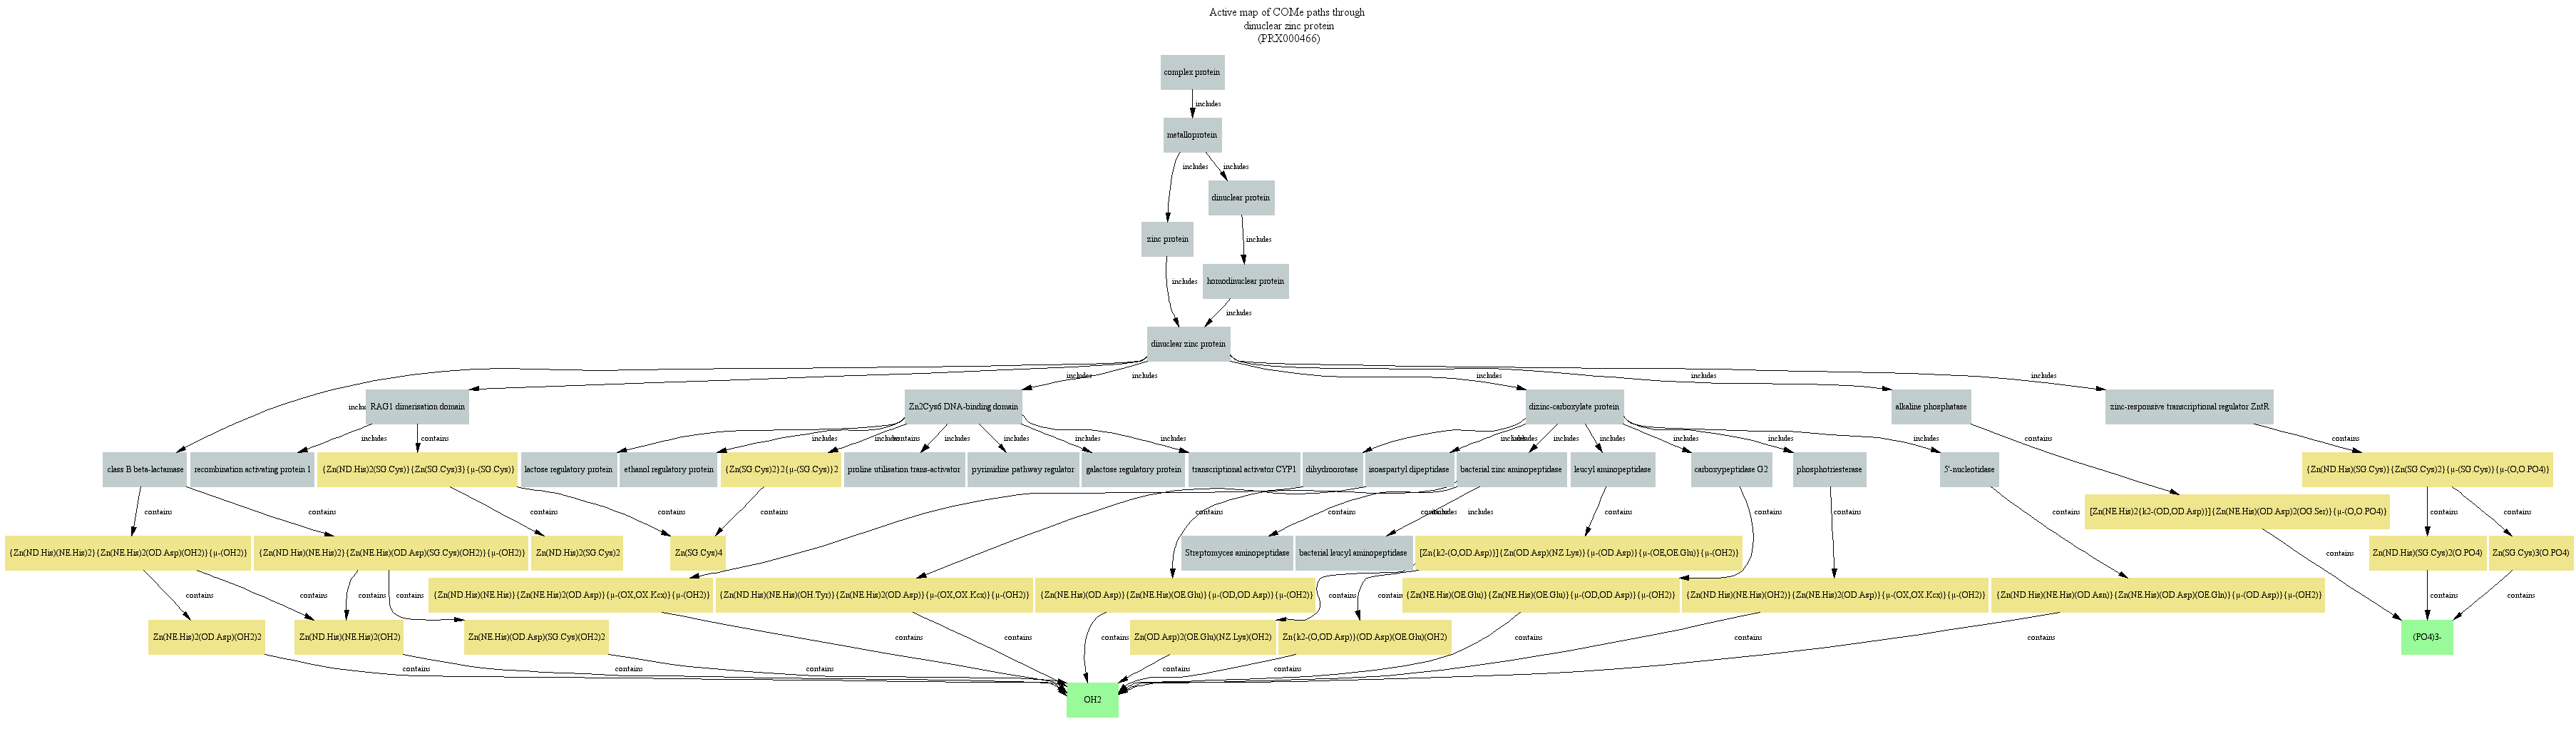 Active map of COMe paths through
dinuclear zinc protein
(PRX000466)
complex protein
includes
metalloprotein
includes
includes
dinuclear protein
zinc protein
includes
includes
homodinuclear protein
includes
dinuclear zinc protein
includes
includes
includes
includes
includes
includes
RAG1 dimerisation domain
Zn2Cys6 DNA-binding domain
dizinc-carboxylate protein
alkaline phosphatase
zinc-responsive transcriptional regulator ZntR
includes
contains
includes
includes
contains
includes
includes
includes
includes
includes
includes
includes
includes
includes
includes
includes
contains
contains
class B beta-lactamase
recombination activating protein 1
{Zn(ND.His)2(SG.Cys)}{Zn(SG.Cys)3}{μ-(SG.Cys)}
lactose regulatory protein
ethanol regulatory protein
{Zn(SG.Cys)2}2{μ-(SG.Cys)}2
proline utilisation trans-activator
pyrimidine pathway regulator
galactose regulatory protein
transcriptional activator CYP1
dihydroorotase
isoaspartyl dipeptidase
bacterial zinc aminopeptidase
leucyl aminopeptidase
carboxypeptidase G2
phosphotriesterase
5'-nucleotidase
{Zn(ND.His)(SG.Cys)}{Zn(SG.Cys)2}{μ-(SG.Cys)}{μ-(O,O.PO4)}
contains
contains
contains
contains
contains
contains
contains
includes
includes
contains
contains
contains
contains
contains
contains
[Zn(NE.His)2{k2-(OD,OD.Asp)}]{Zn(NE.His)(OD.Asp)2(OG.Ser)}{μ-(O,O.PO4)}
{Zn(ND.His)(NE.His)2}{Zn(NE.His)2(OD.Asp)(OH2)}{μ-(OH2)}
{Zn(ND.His)(NE.His)2}{Zn(NE.His)(OD.Asp)(SG.Cys)(OH2)}{μ-(OH2)}
Zn(ND.His)2(SG.Cys)2
Zn(SG.Cys)4
Streptomyces aminopeptidase
bacterial leucyl aminopeptidase
[Zn{k2-(O,OD.Asp)}]{Zn(OD.Asp)(NZ.Lys)}{μ-(OD.Asp)}{μ-(OE,OE.Glu)}{μ-(OH2)}
contains
Zn(ND.His)(SG.Cys)2(O.PO4)
Zn(SG.Cys)3(O.PO4)
contains
contains
contains
contains
{Zn(ND.His)(NE.His)}{Zn(NE.His)2(OD.Asp)}{μ-(OX,OX.Kcx)}{μ-(OH2)}
{Zn(ND.His)(NE.His)(OH.Tyr)}{Zn(NE.His)2(OD.Asp)}{μ-(OX,OX.Kcx)}{μ-(OH2)}
{Zn(NE.His)(OD.Asp)}{Zn(NE.His)(OE.Glu)}{μ-(OD,OD.Asp)}{μ-(OH2)}
contains
contains
{Zn(NE.His)(OE.Glu)}{Zn(NE.His)(OE.Glu)}{μ-(OD,OD.Asp)}{μ-(OH2)}
{Zn(ND.His)(NE.His)(OH2)}{Zn(NE.His)2(OD.Asp)}{μ-(OX,OX.Kcx)}{μ-(OH2)}
{Zn(ND.His)(NE.His)(OD.Asn)}{Zn(NE.His)(OD.Asp)(OE.Gln)}{μ-(OD.Asp)}{μ-(OH2)}
contains
contains
Zn(NE.His)2(OD.Asp)(OH2)2
Zn(ND.His)(NE.His)2(OH2)
Zn(NE.His)(OD.Asp)(SG.Cys)(OH2)2
contains
contains
contains
Zn(OD.Asp)2(OE.Glu)(NZ.Lys)(OH2)
Zn{k2-(O,OD.Asp)}(OD.Asp)(OE.Glu)(OH2)
contains
contains
contains
(PO4)3-
contains
contains
contains
contains
contains
OH2